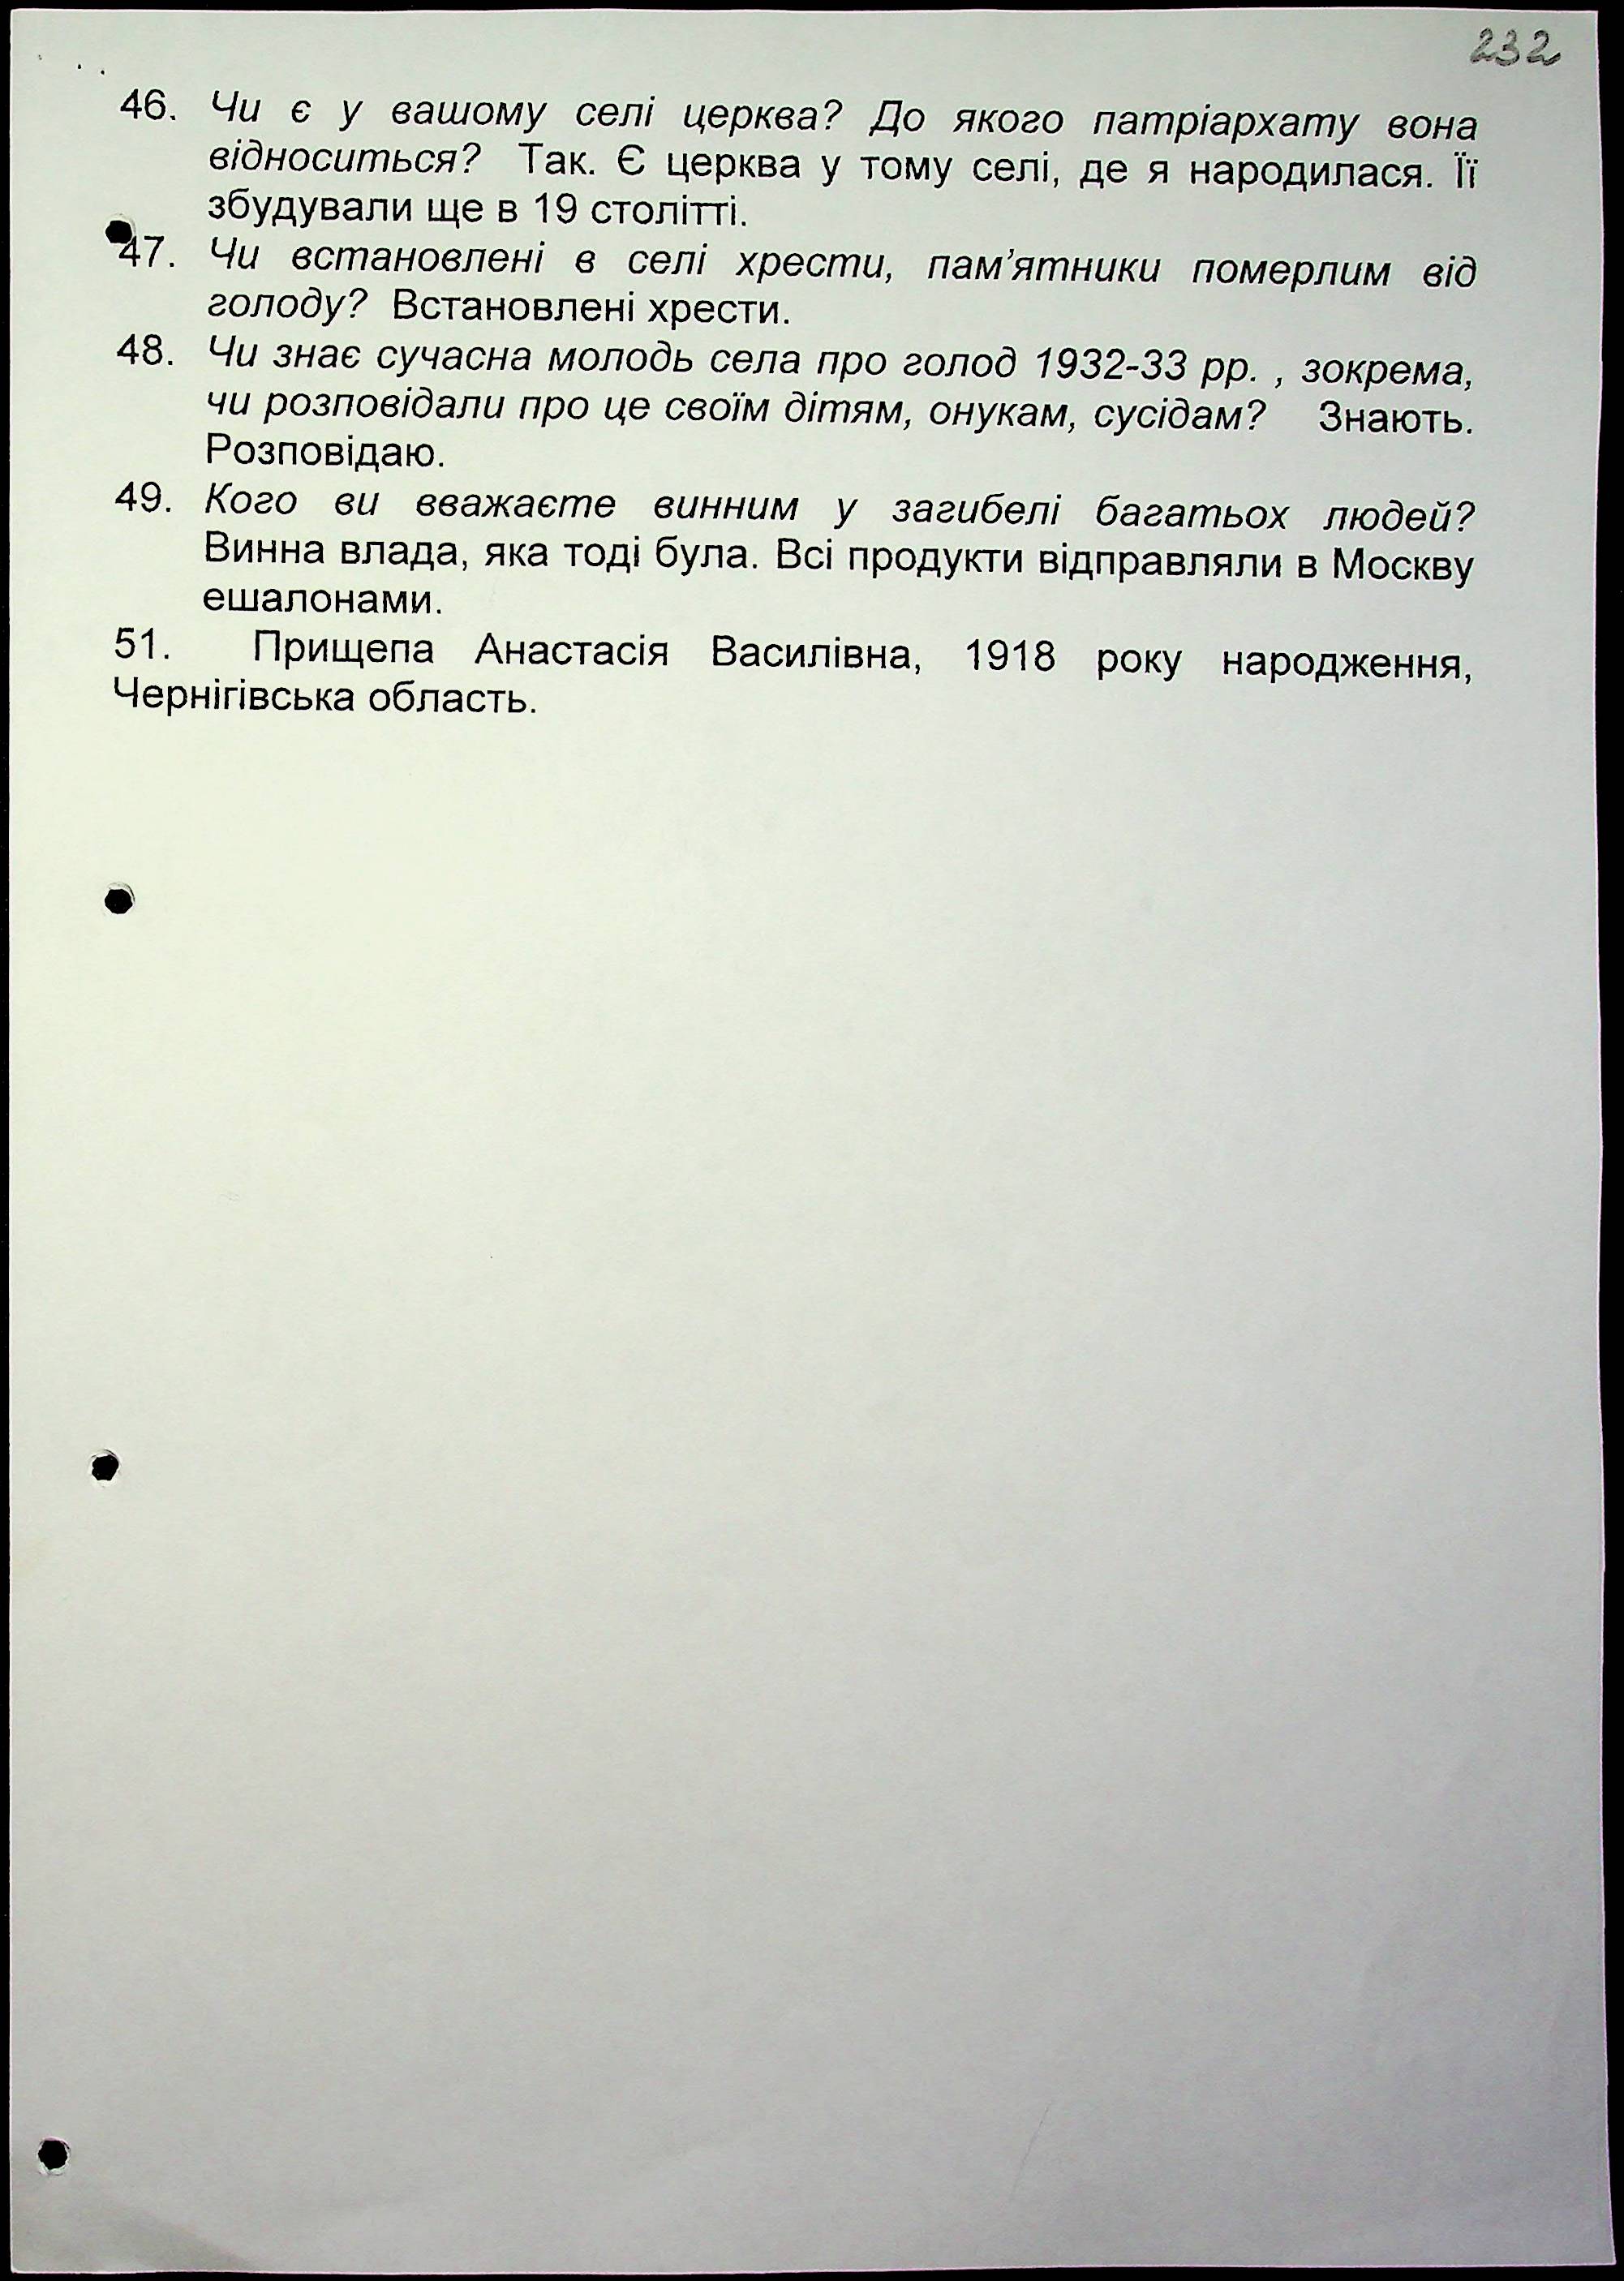 232
46. Чи є у вашому селі церква? До якого патріархату вона
відноситься? Так. Є церква у тому селі, де я народилася. Її
збудували ще в 19 столітті.
47. Чи встановлені в селі хрести, пам’ятники померлим від
голоду? Встановлені хрести.
48. Чи знає сучасна молодь села про голод 1932-33 рр. , зокрема,
чи розповідали про це своїм дітям, онукам, сусідам? Знають.
Розповідаю.
49. Кого ви вважаєте винним у загибелі багатьох людей?
Винна влада, яка тоді була. Всі продукти відправляли в Москву
ешалонами.
51. Прищепа Анастасія Василівна, 1918 року народження,
Чернігівська область.